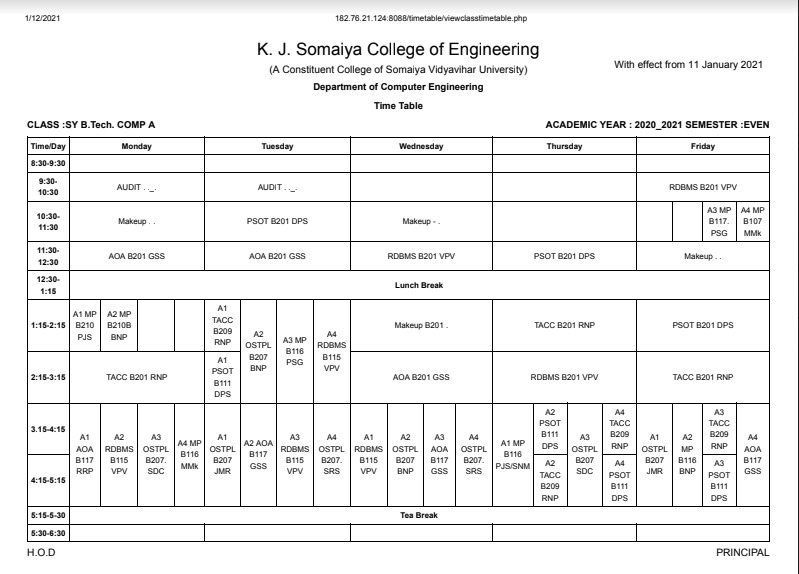 1/12/2021 182.76.21.124:8088/timetable/viewclasstimetable.php
K. J. Somaiya College of Engineering
With effect from 11 January 2021
(A Constituent College of Somaiya Vidyavihar University)
Department of Computer Engineering
Time Table
CLASS :SY B.Tech. COMP A ACADEMIC YEAR : 2020_2021 SEMESTER :EVEN
Time/Day Monday Tuesday Wednesday Thursday Friday
8:30-9:30
9:30-
10:30
AUDIT . ._.
AUDIT . ._.
RDBMS B201 VPV
10:30-
11:30
Makeup . .
PSOT B201 DPS
Makeup - .
A3 MP
B117.
PSG
A4 MP
B107
MMk
11:30-
12:30
AOA B201 GSS
AOA B201 GSS
RDBMS B201 VPV
PSOT B201 DPS
Makeup . .
12:30-
1:15
Lunch Break
1:15-2:15
A1 MP
B210
PJS
A2 MP
B210B
BNP
A1
TACC
B209
RNP
A2
OSTPL
B207
BNP
A3 MP
B116
PSG
A4
RDBMS
B115
VPV
Makeup B201 .
TACC B201 RNP
PSOT B201 DPS
2:15-3:15
TACC B201 RNP
A1
PSOT
B111
DPS
AOA B201 GSS
RDBMS B201 VPV
TACC B201 RNP
3.15-4:15
A1
AOA
B117
RRP
A2
RDBMS
B115
VPV
A3
OSTPL
B207.
SDC
A4 MP
B116
MMk
A1
OSTPL
B207
JMR
A2 AOA
B117
GSS
A3
RDBMS
B115
VPV
A4
OSTPL
B207.
SRS
A1
RDBMS
B115
VPV
A2
OSTPL
B207
BNP
A3
AOA
B117
GSS
A4
OSTPL
B207.
SRS
A1 MP
B116
PJS/SNM
A2
PSOT
B111
DPS
A3
OSTPL
B207
SDC
A4
TACC
B209
RNP
A1
OSTPL
B207
JMR
A2
MP
B116
BNP
A3
TACC
B209
RNP
A4
AOA
B117
GSS
4:15-5:15
A2
TACC
B209
RNP
A4
PSOT
B111
DPS
A3
PSOT
B111
DPS
5:15-5-30
Tea Break
5:30-6:30
H.O.D PRINCIPAL